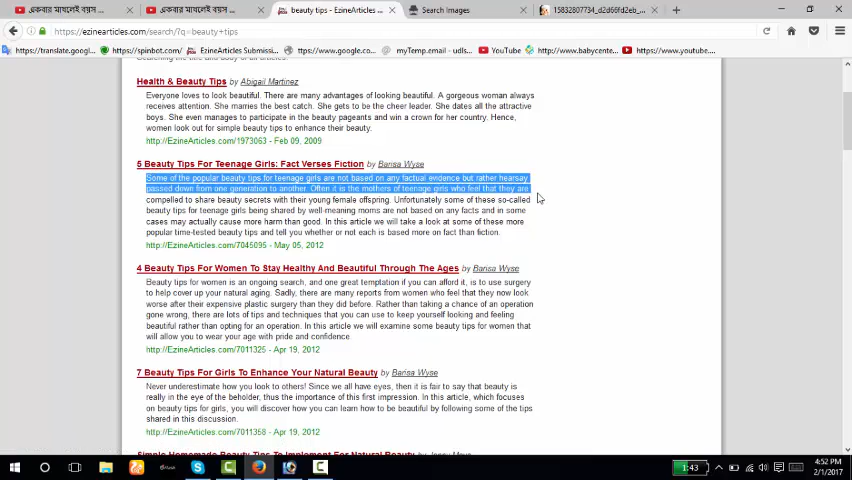 একবার মাখলেই বয়স ...
একবার মাখলেই বয়স ...
beauty tips - EzineArticles
Search Images
15832807734_d2d66fd2eb_
https://ezinearticles.com/search/?q=beauty+tips
https://translate.googl...
https://spinbot.com/
EzineArticles Submissi...
https://www.google.co...
myTemp.email - udls...
YouTube
http://www.babycente...
https://www.youtube....
Health & Beauty Tips by Abigail Martinez
Everyone loves to look beautiful. There are many advantages of looking beautiful. A gorgeous woman always
receives attention. She marries the best catch. She gets to be the cheer leader. She dates all the attractive
boys. She even manages to participate in the beauty pageants and win a crown for her country. Hence,
women look out for simple beauty tips to enhance their beauty.
http://EzineArticles.com/1973063 - Feb 09, 2009
5 Beauty Tips For Teenage Girls: Fact Verses Fiction by Barisa Wyse
Some of the popular beauty tips for teenage girls are not based on any factual evidence but rather hearsay
passed down from one generation to another. Often it is the mothers of teenage girls who feel that they are
compelled to share beauty secrets with their young female offspring. Unfortunately some of these so-called
beauty tips for teenage girls being shared by well-meaning moms are not based on any facts and in some
cases may actually cause more harm than good. In this article we will take a look at some of these more
popular time-tested beauty tips and tell you whether or not each is based more on fact than fiction.
http://EzineArticles.com/7045095 - May 05, 2012
4 Beauty Tips For Women To Stay Healthy And Beautiful Through The Ages by Barisa Wyse
Beauty tips for women is an ongoing search, and one great temptation if you can afford it, is to use surgery
to help cover up your natural aging. Sadly, there are many reports from women who feel that they now look
worse after their expensive plastic surgery than they did before. Rather than taking a chance of an operation
gone wrong, there are lots of tips and techniques that you can use to keep yourself looking and feeling
beautiful rather than opting for an operation. In this article we will examine some beauty tips for women that
will allow you to wear your age with pride and confidence.
http://EzineArticles.com/7011325 - Apr 19, 2012
7 Beauty Tips For Girls To Enhance Your Natural Beauty by Barisa Wyse
Never underestimate how you look to others! Since we all have eyes, then it is fair to say that beauty is
really in the eye of the beholder, thus the importance of this first impression. In this article, which focuses
on beauty tips for girls, you will discover how you can learn how to be beautiful by following some of the tips
shared in this discussion.
http://EzineArticles.com/7011358 - Apr 19, 2012
Simple Homemade Beauty Tips To Implement For Natural Beauty by
1:43
4:52 PM
2/1/2017